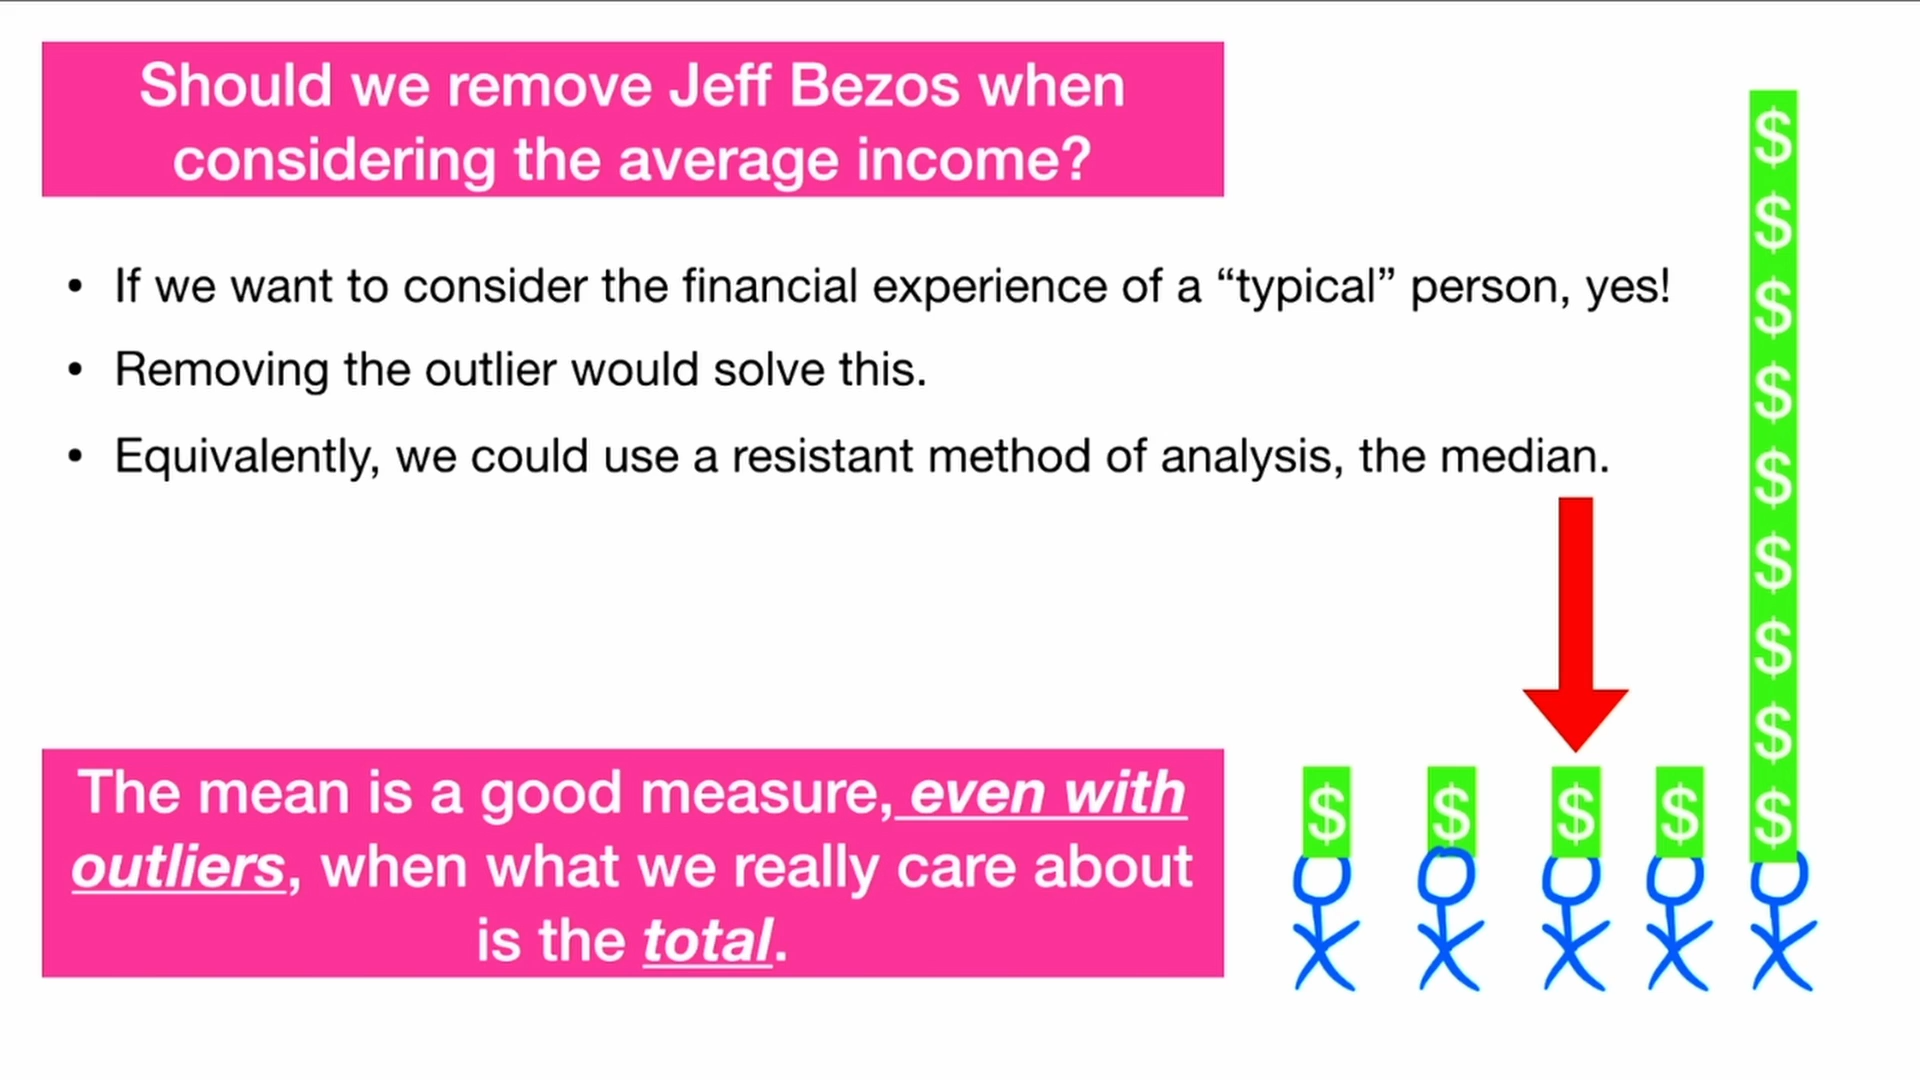 Should we remove Jeff Bezos when
considering the average income?
• If we want to consider the financial experience of a “typical” person, yes!
• Removing the outlier would solve this.
• Equivalently, we could use a resistant method of analysis, the median.
The mean is a good measure, even with
outliers, when what we really care about
is the total.
$
$
$
$
$
$
$
$
$ $ $ $ $